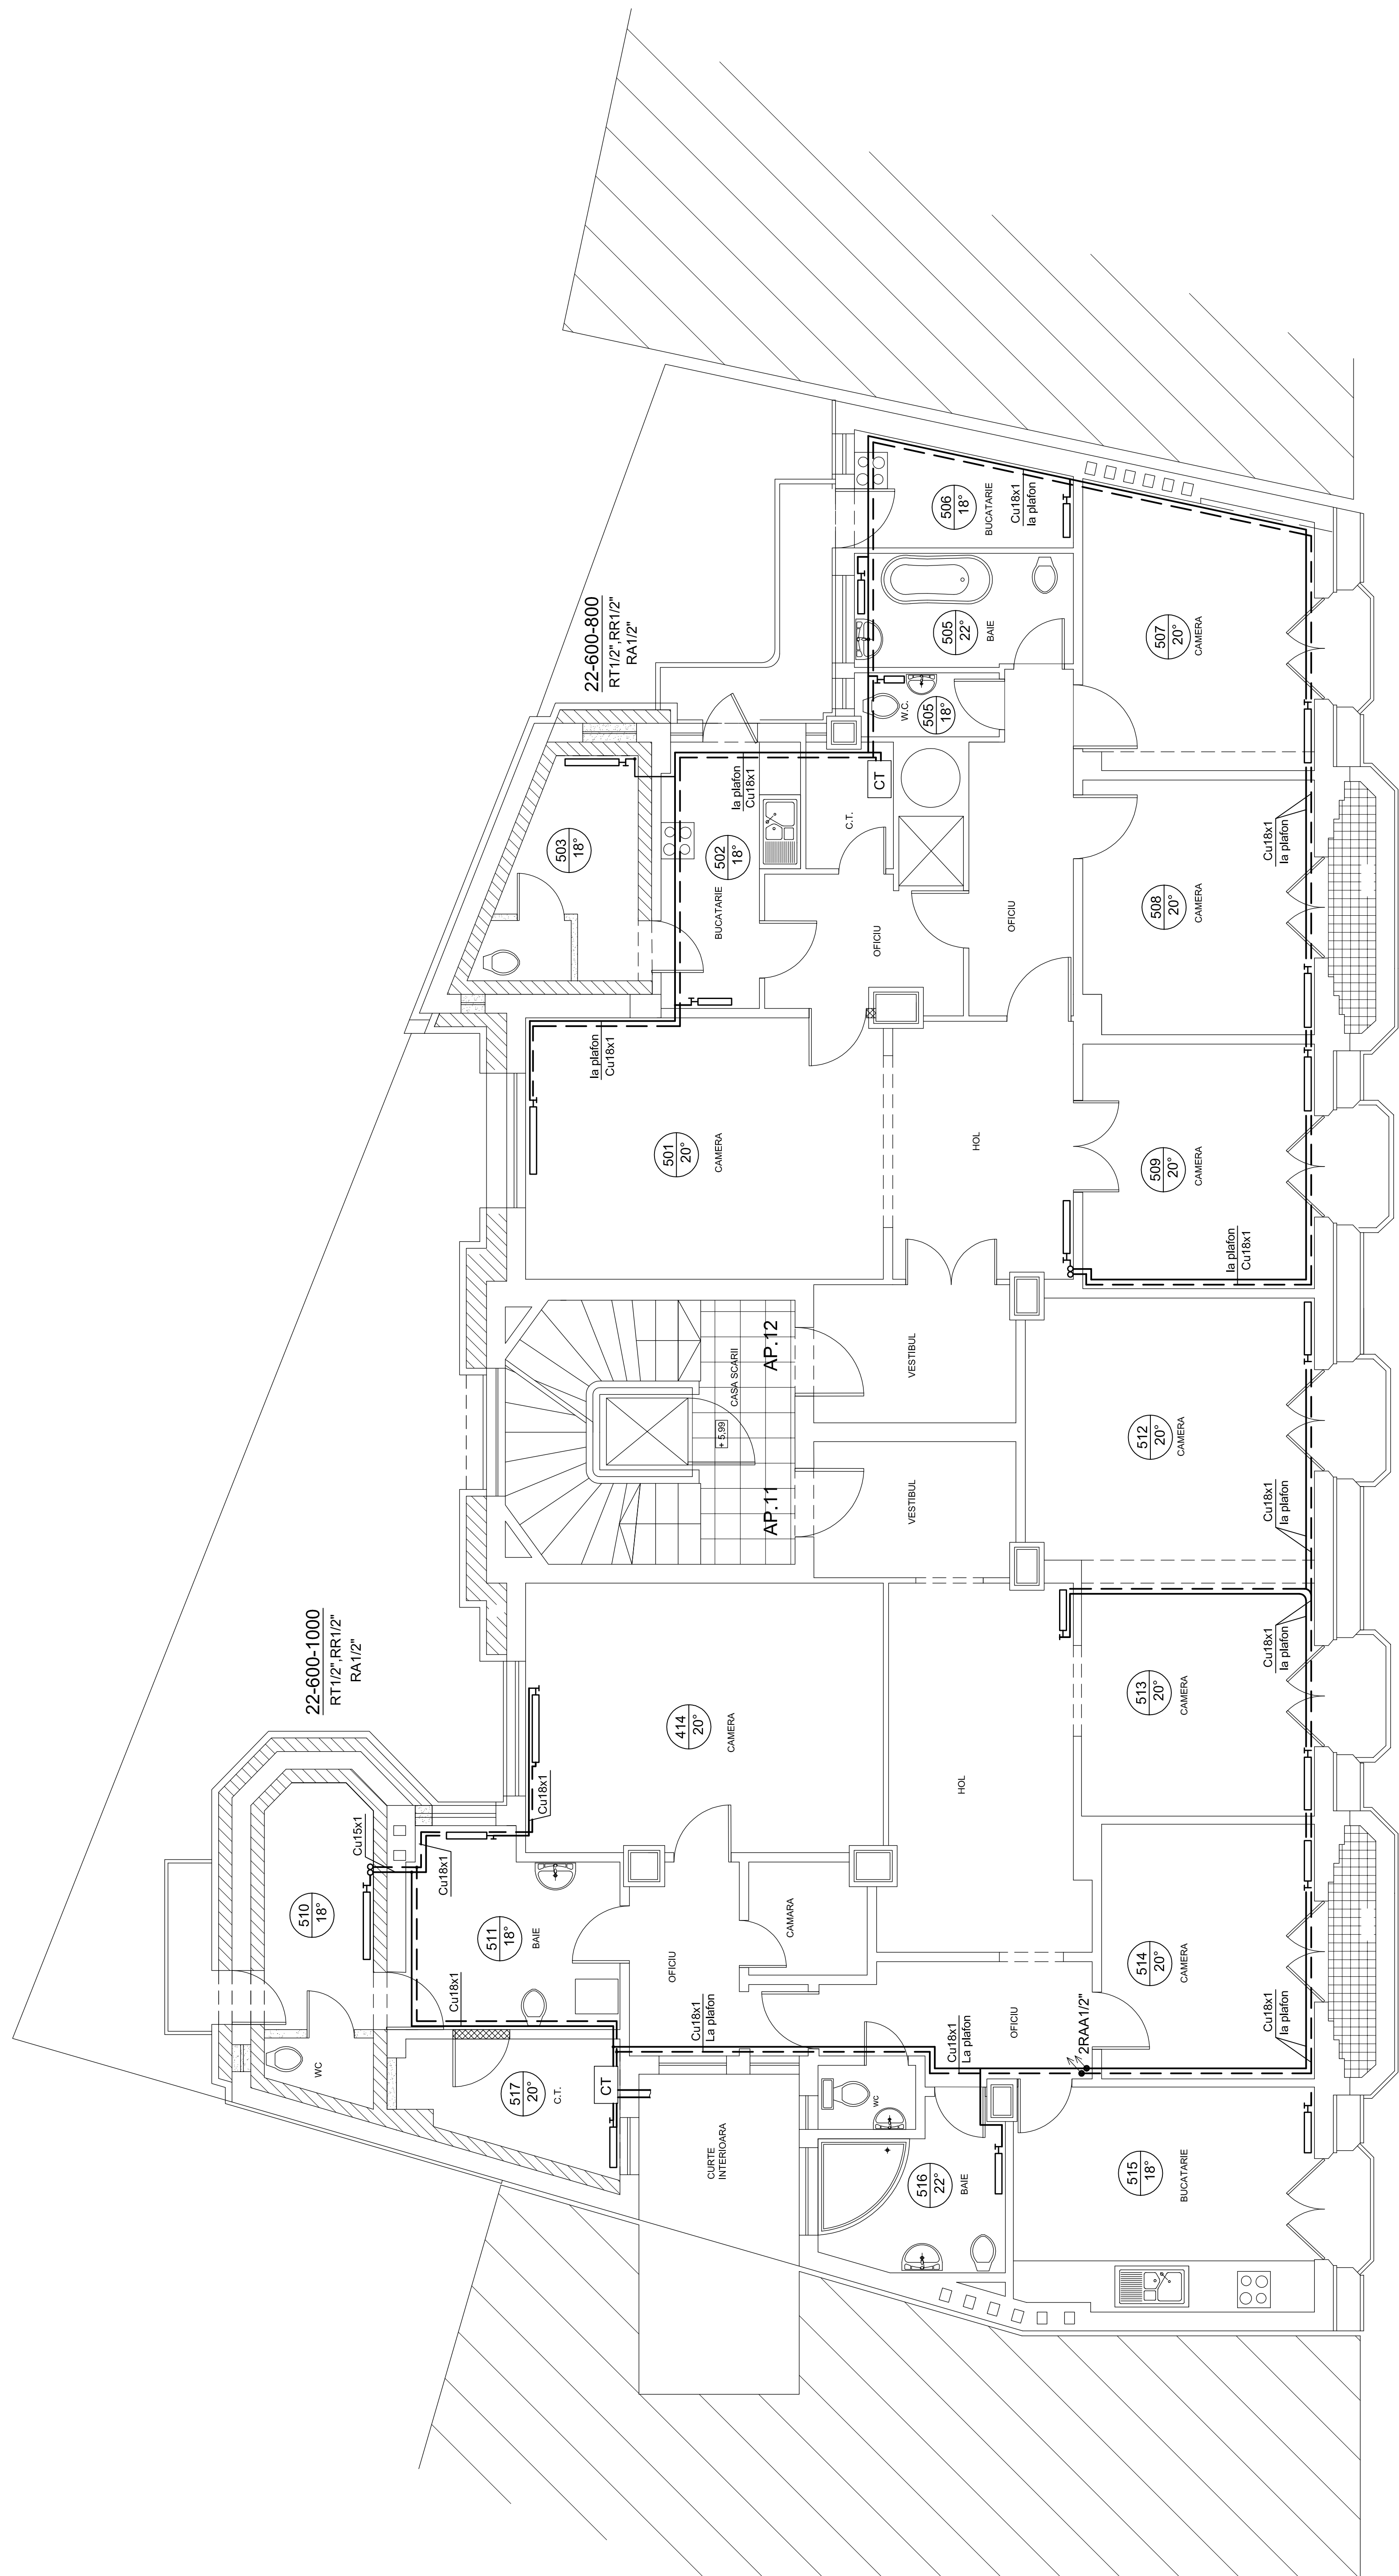 22-600-800
RT1/2",RR1/2"
RA1/2"
506
18°
BUCATARIE
Cu18x1
la plafon
505
22°
BAIE
W.C.
505
18°
507
20°
CAMERA
503
18°
502
18°
BUCATARIE
la plafon
Cu18x1
CT
C.T.
OFICIU
OFICIU
508
20°
CAMERA
Cu18x1
la plafon
la plafon
Cu18x1
501
20°
CAMERA
HOL
509
20°
CAMERA
la plafon
Cu18x1
CASA SCARII
+ 5,99
AP.12
VESTIBUL
AP.11
VESTIBUL
512
20°
CAMERA
Cu18x1
la plafon
22-600-1000
RT1/2",RR1/2"
RA1/2"
414
20°
CAMERA
513
20°
CAMERA
Cu18x1
la plafon
HOL
Cu15x1
Cu18x1
Cu18x1
510
18°
511
18°
BAIE
Cu18x1
OFICIU
CAMARA
514
20°
CAMERA
Cu18x1
la plafon
WC
517
20°
C.T.
CT
Cu18x1
La plafon
Cu18x1
La plafon
OFICIU
2RAA1/2"
CURTE
INTERIOARA
wc
516
22°
BAIE
515
18°
BUCATARIE